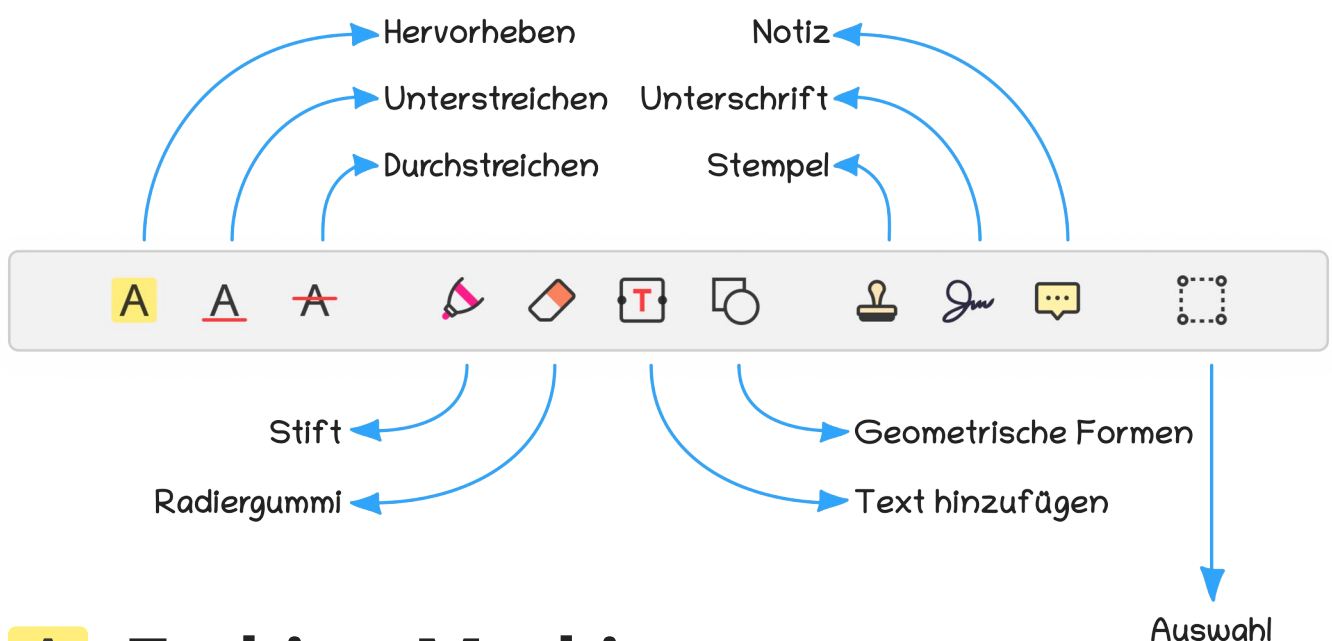 Hervorheben
Notiz
Unterstreichen
Unterschrift
Durchstreichen
Stempel
A A A T
Stift
Geometrische Formen
Radiergummi
Text hinzufügen
Auswahl